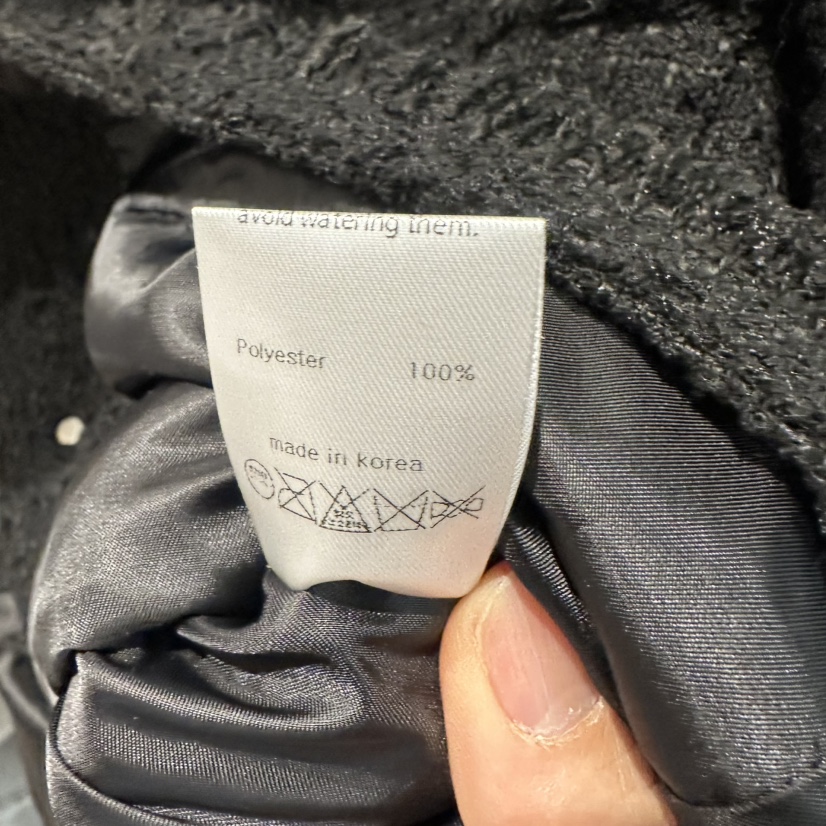 avoid watering them.
Polyester 100%
made in korea